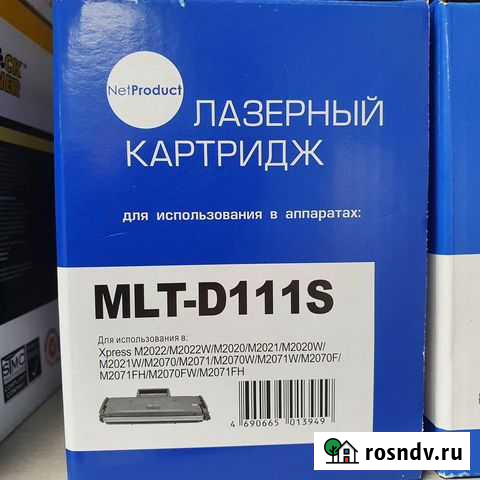 NetProduct
ЛАЗЕРНЫЙ
КАРТРИДЖ
для использования в аппаратах:
MLT-D111S
Для использования в:
Xpress M2022/M2022W/M2020/M2021/M2020W/
M2021W/M2070/M2071/M2070W/M2071W/M2070F/
M2071FH/M2070FW/M2071FH
4 690665 013949
rosndv.ru